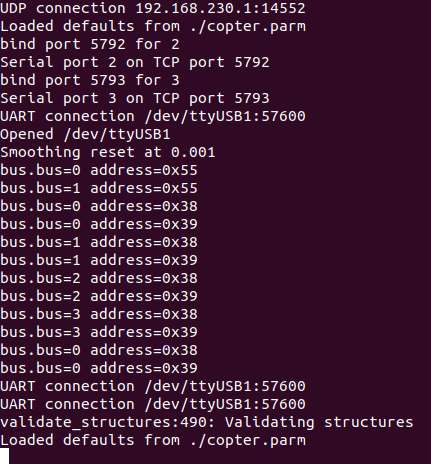 UDP connection 192.168.230.1:14552
Loaded defaults from ./copter.parm
bind port 5792 for 2
Serial port 2 on TCP port 5792
bind port 5793 for 3
Serial port 3 on TCP port 5793
UART connection /dev/ttyUSB1:57600
Opened /dev/ttyUSB1
Smoothing reset at 0.001
bus.bus=0 address=0x55
bus.bus=1 address=0x55
bus.bus=0 address=0x38
bus.bus=0 address=0x39
bus.bus=1 address=0x38
bus.bus=1 address=0x39
bus.bus=2 address=0x38
bus.bus=2 address=0x39
bus.bus=3 address=0x38
bus.bus=3 address=0x39
bus.bus=0 address=0x38
bus.bus=0 address=0x39
UART connection /dev/ttyUSB1:57600
UART connection /dev/ttyUSB1:57600
validate_structures:490: Validating structures
Loaded defaults from ./copter.parm